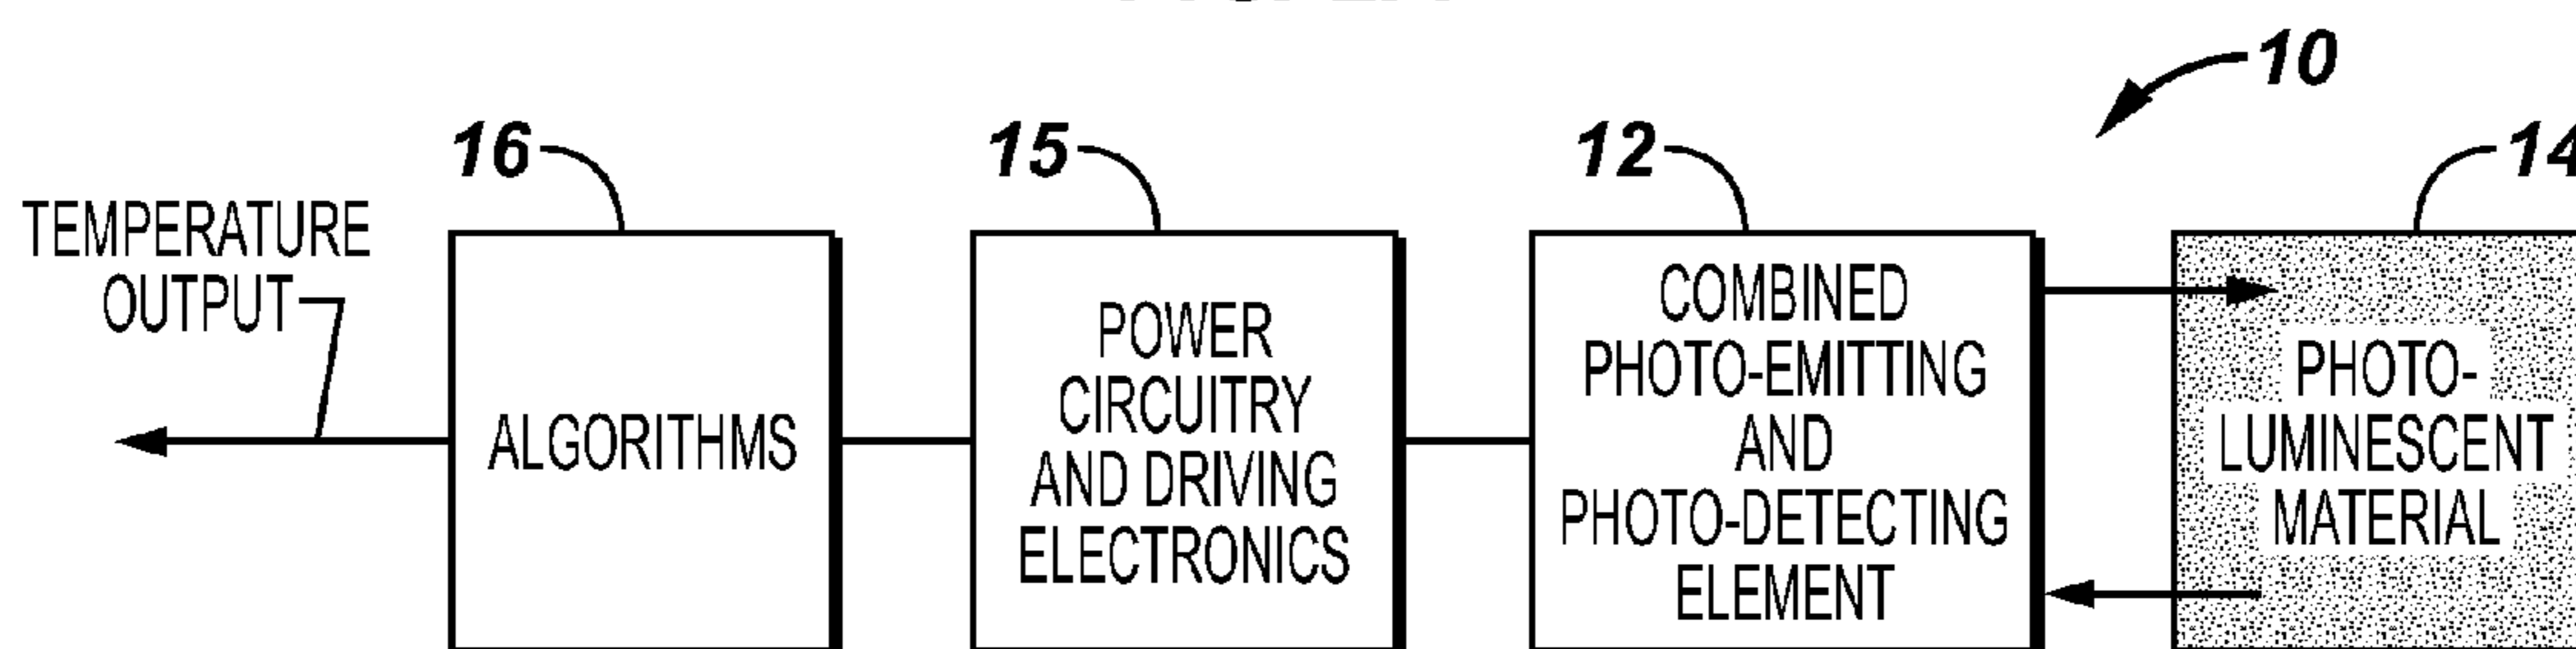 10
16
15
12
14
TEMPERATURE
OUTPUT
ALGORITHMS
POWER
CIRCUITRY
AND DRIVING
ELECTRONICS
COMBINED
PHOTO-EMITTING
AND
PHOTO-DETECTING
ELEMENT
PHOTO-
LUMINESCENT
MATERIAL